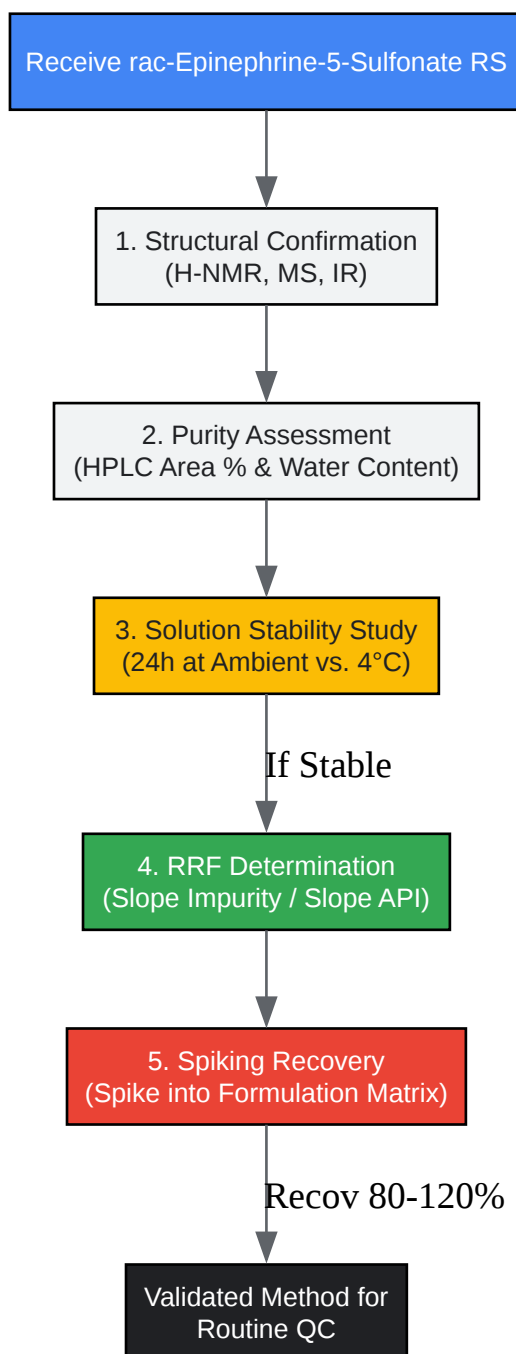 Receive rac-Epinephrine-5-Sulfonate RS
1. Structural Confirmation
(H-NMR, MS, IR)
2. Purity Assessment
(HPLC Area % & Water Content)
3. Solution Stability Study
(24h at Ambient vs. 4°C)
If Stable
4. RRF Determination
(Slope Impurity / Slope API)
5. Spiking Recovery
(Spike into Formulation Matrix)
Recov 80-120%
Validated Method for
Routine QC